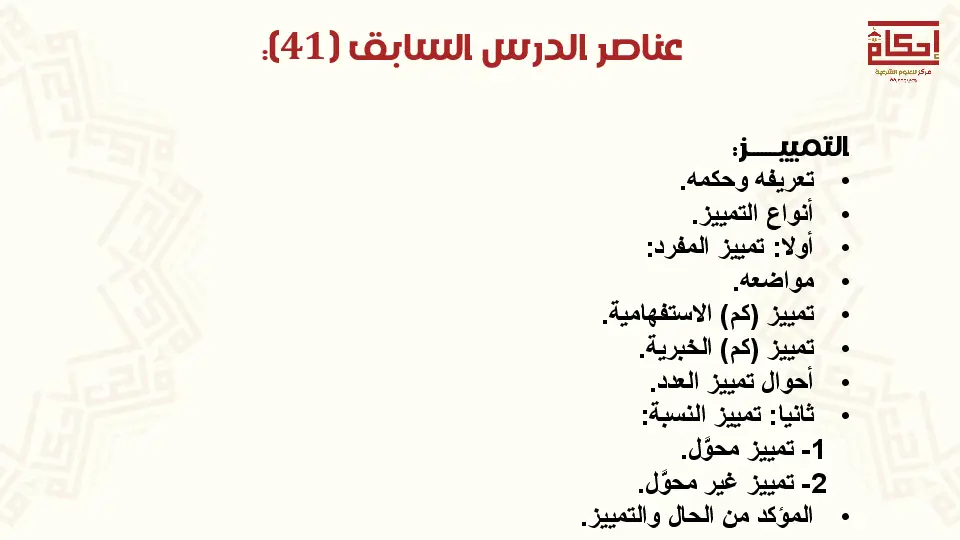 عناصر الدرس السابق (41):
إحكام
مركز للعلوم الشرعية
التمييـــــز:
• تعريفه وحكمه.
• أنواع التمييز.
• أولا: تمييز المفرد:
• مواضعه.
• تمييز (كم) الاستفهامية.
• تمييز (كم) الخبرية.
• أحوال تمييز العدد.
• ثانيا: تمييز النسبة:
1- تمييز محوَّل.
2- تمييز غير محوَّل.
• المؤكد من الحال والتمييز.